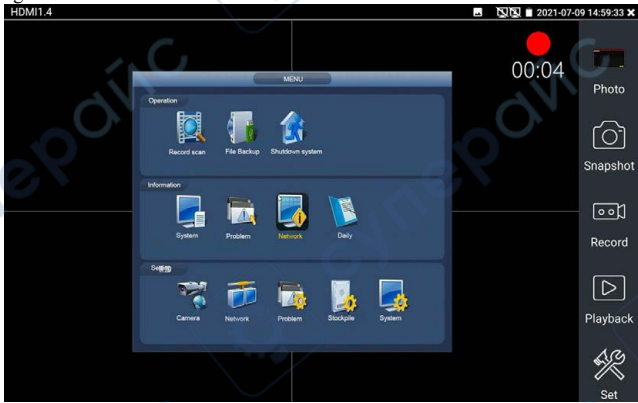 HDMI1.4 2021-07-09 14:59:33
00:04
MENU
Operation
Record scan File Backup Shutdown system
Information
System Problem Network Daily
Camera Network Problem Stockpile System
Photo
Snapshot
Record
Playback
Set
суперайс